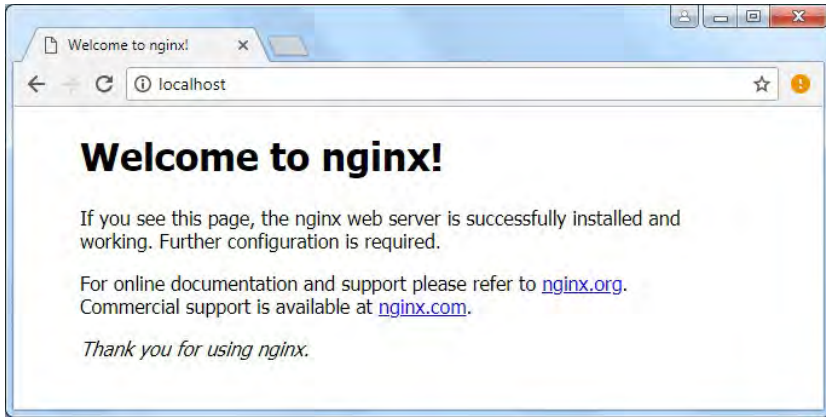 Welcome to nginx!
localhost
Welcome to nginx!
If you see this page, the nginx web server is successfully installed and
working. Further configuration is required.
For online documentation and support please refer to nginx.org.
Commercial support is available at nginx.com.
Thank you for using nginx.